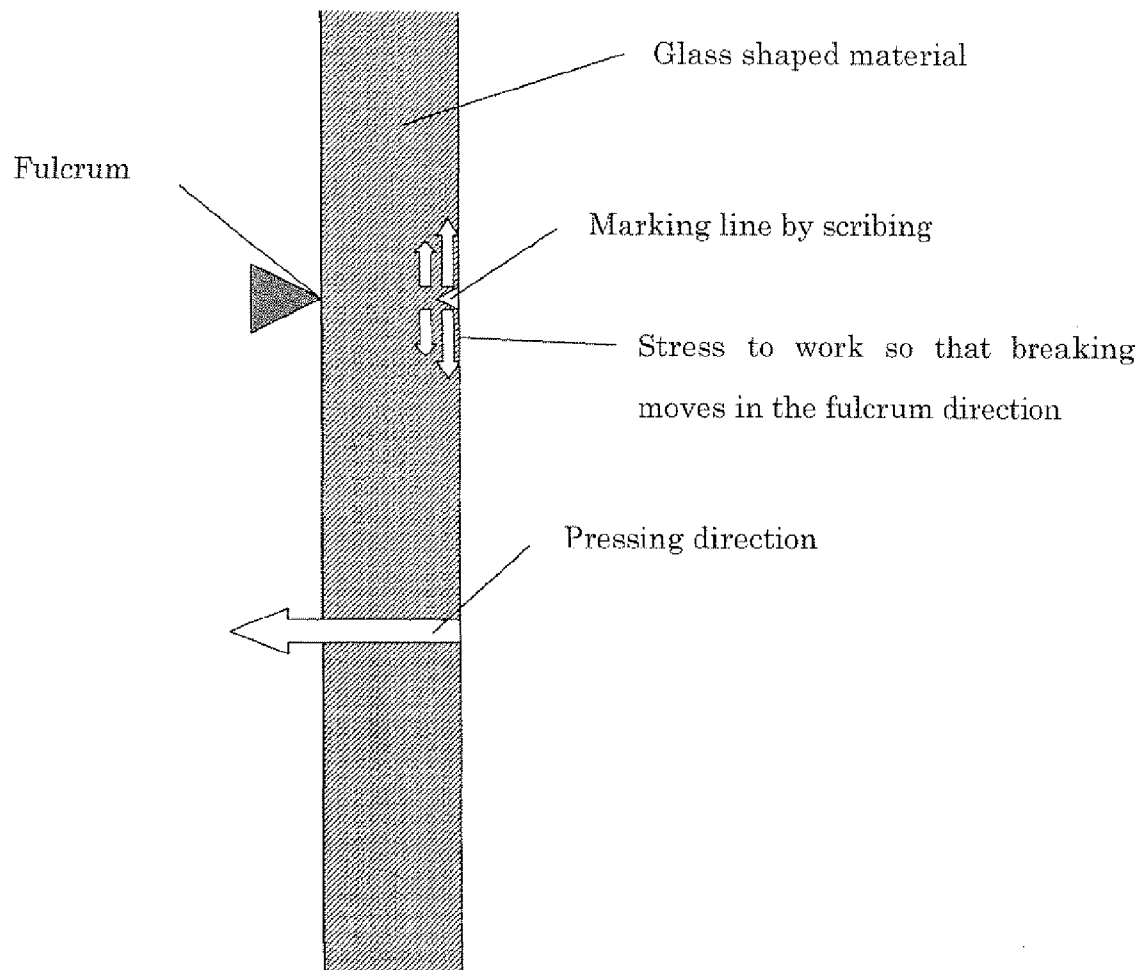 Glass shaped material
Fulcrum
Marking line by scribing
Stress to work so that breaking
moves in the fulcrum direction
Pressing direction